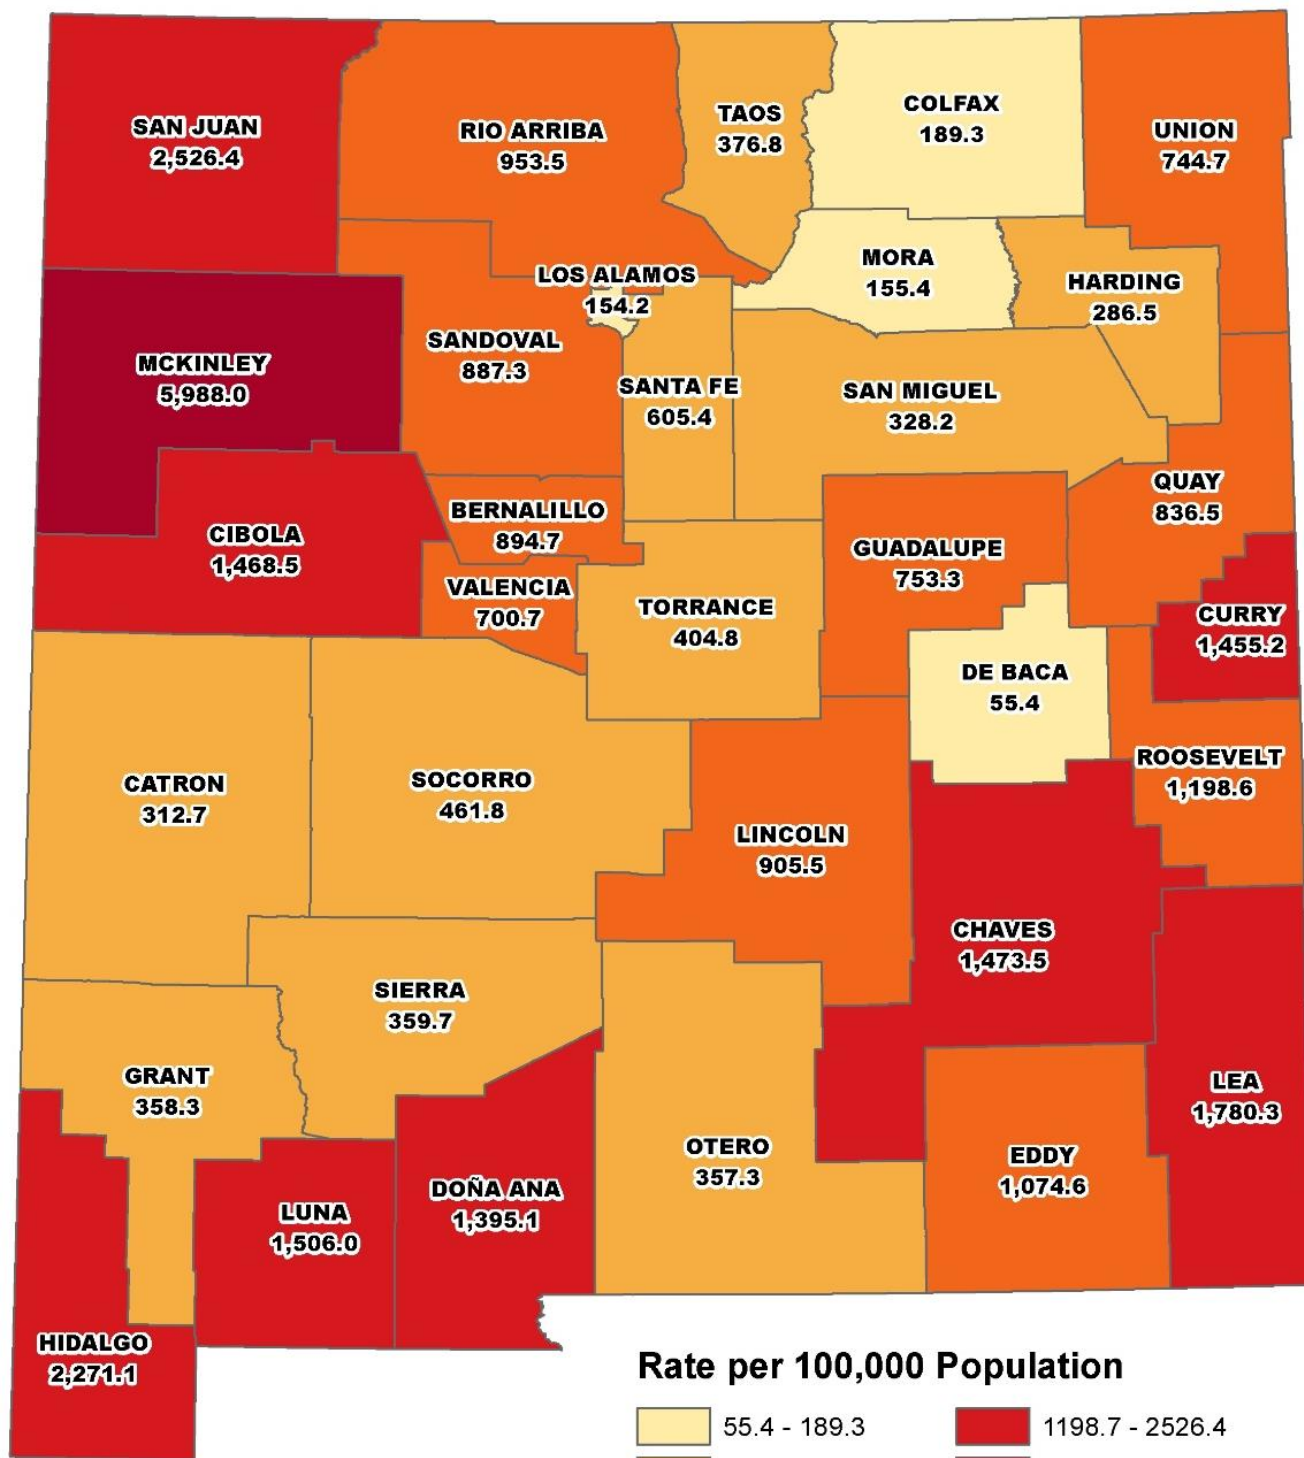 COLFAX
189.3
TAOS
376.8
SAN JUAN
2,526.4
RIO ARRIBA
953.5
UNION
744.7
MORA
155.4
LOS ALAMOS
154.2
HARDING
286.5
SANDOVAL
887.3
MCKINLEY
5,988.0
SANTA FE
605.4
SAN MIGUEL
328.2
QUAY
836.5
BERNALILLO
894.7
CIBOLA
1,468.5
GUADALUPE
753.3
VALENCIA
700.7
TORRANCE
404.8
CURRY
1,455.2
DE BACA
55.4
ROOSEVELT
1,198.6
CATRON
312.7
SOCORRO
461.8
LINCOLN
905.5
CHAVES
1,473.5
SIERRA
359.7
GRANT
358.3
LEA
1,780.3
OTERO
357.3
EDDY
1,074.6
DOÑA ANA
1,395.1
LUNA
1,506.0
HIDALGO
2,271.1
Rate per 100,000 Population
55.4 - 189.3
1198.7 - 2526.4